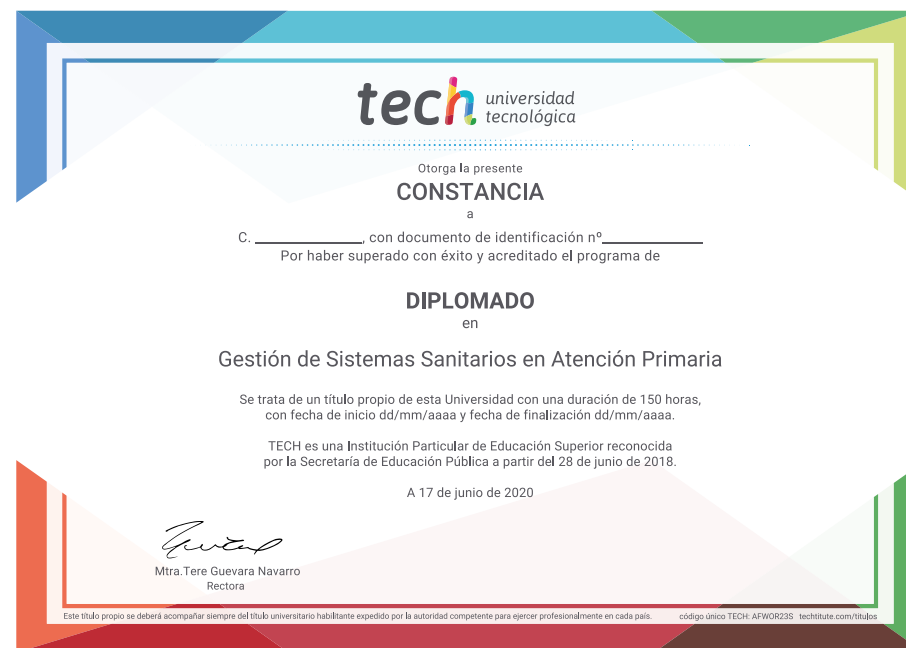 tech universidad
tecnológica
Otorga la presente
CONSTANCIA
a
C. ____________, con documento de identificación nº____________
Por haber superado con éxito y acreditado el programa de
DIPLOMADO
en
Gestión de Sistemas Sanitarios en Atención Primaria
Se trata de un título propio de esta Universidad con una duración de 150 horas,
con fecha de inicio dd/mm/aaaa y fecha de finalización dd/mm/aaaa.
TECH es una Institución Particular de Educación Superior reconocida
por la Secretaría de Educación Pública a partir del 28 de junio de 2018.
A 17 de junio de 2020
Mtra.Tere Guevara Navarro
Rectora
Este título propio se deberá acompañar siempre del título universitario habilitante expedido por la autoridad competente para ejercer profesionalmente en cada país. código único TECH: AFWOR23S techtitute.com/titulos